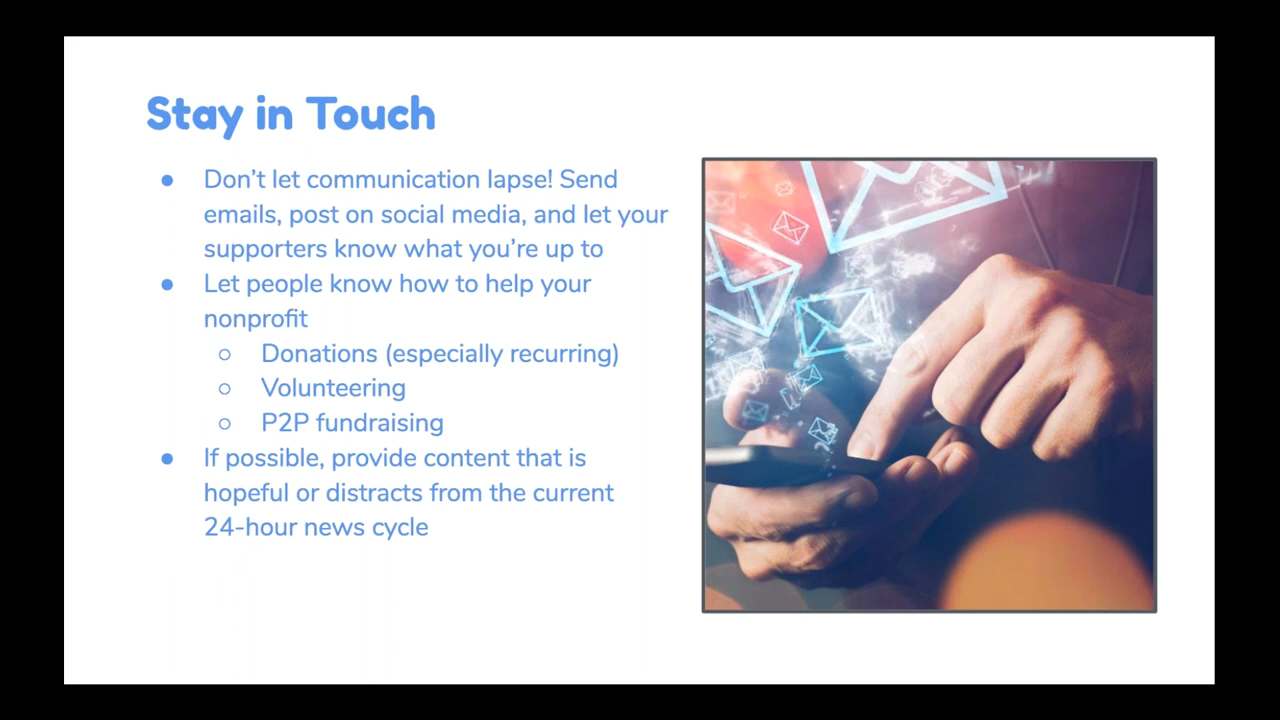 Stay in Touch
● Don’t let communication lapse! Send
emails, post on social media, and let your
supporters know what you’re up to
● Let people know how to help your
nonprofit
○ Donations (especially recurring)
○ Volunteering
○ P2P fundraising
● If possible, provide content that is
hopeful or distracts from the current
24-hour news cycle